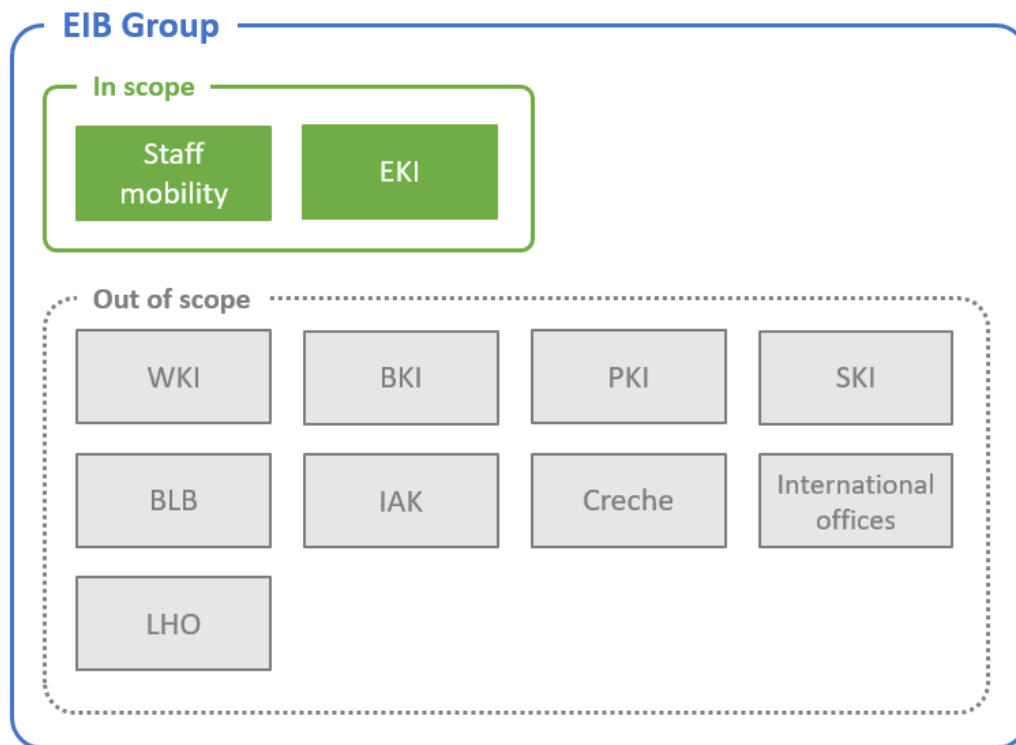 EIB Group
In scope
Staff
mobility
EKI
Out of scope
WKI
BKI
PKI
SKI
BLB
IAK
Creche
International
offices
LHO